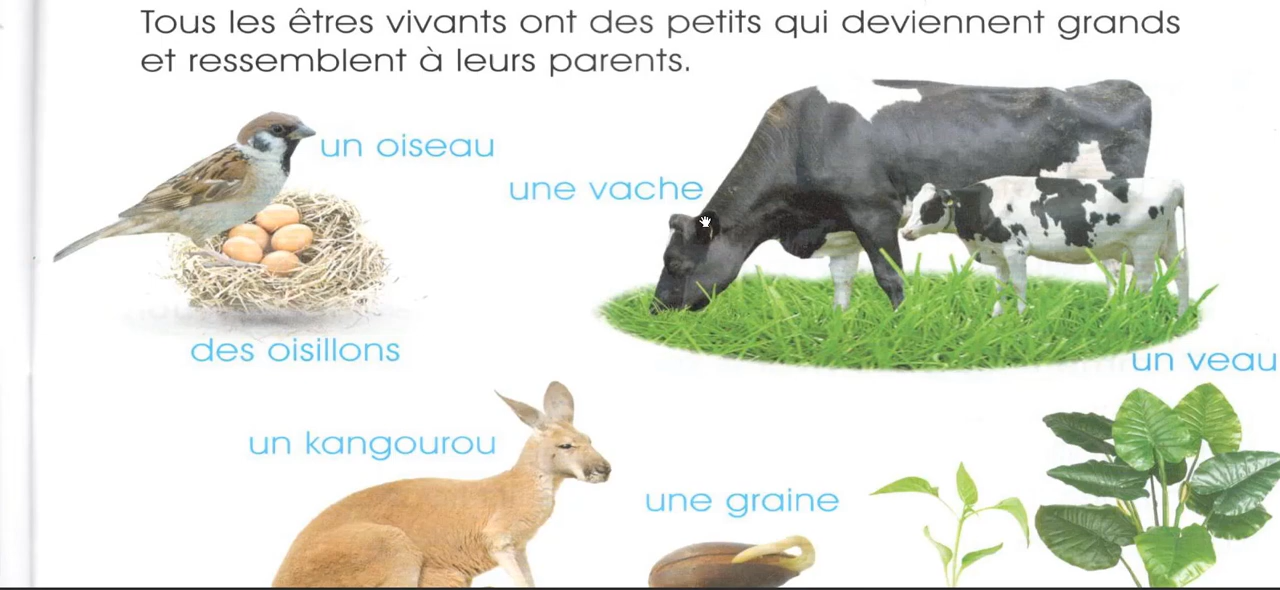 Tous les êtres vivants ont des petits qui deviennent grands
et ressemblent à leurs parents.
un oiseau
une vache
des oisillons
un veau
un kangourou
une graine